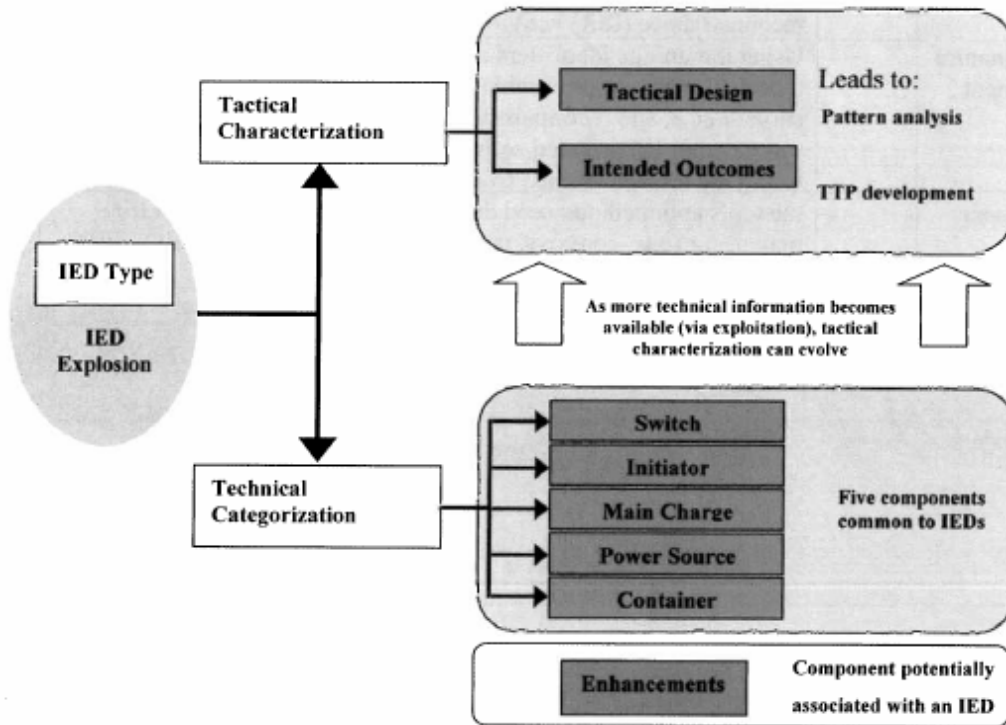 Tactical
Characterization
Tactical Design
Intended Outcomes
Leads to:
Pattern analysis
TTP development
IED Type
IED
Explosion
As more technical information becomes
available (via exploitation), tactical
characterization can evolve
Technical
Categorization
Switch
Initiator
Main Charge
Power Source
Container
Five components
common to IEDs
Enhancements
Component potentially
associated with an IED